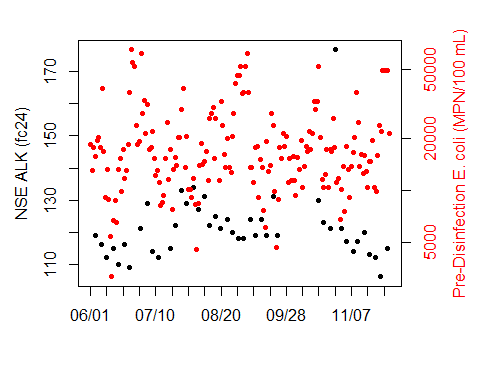 NSE ALK (fc24)
170
150
130
110
50000
20000
5000
Pre-Disinfection E. coli (MPN/100 mL)
06/01 07/10 08/20 09/28 11/07